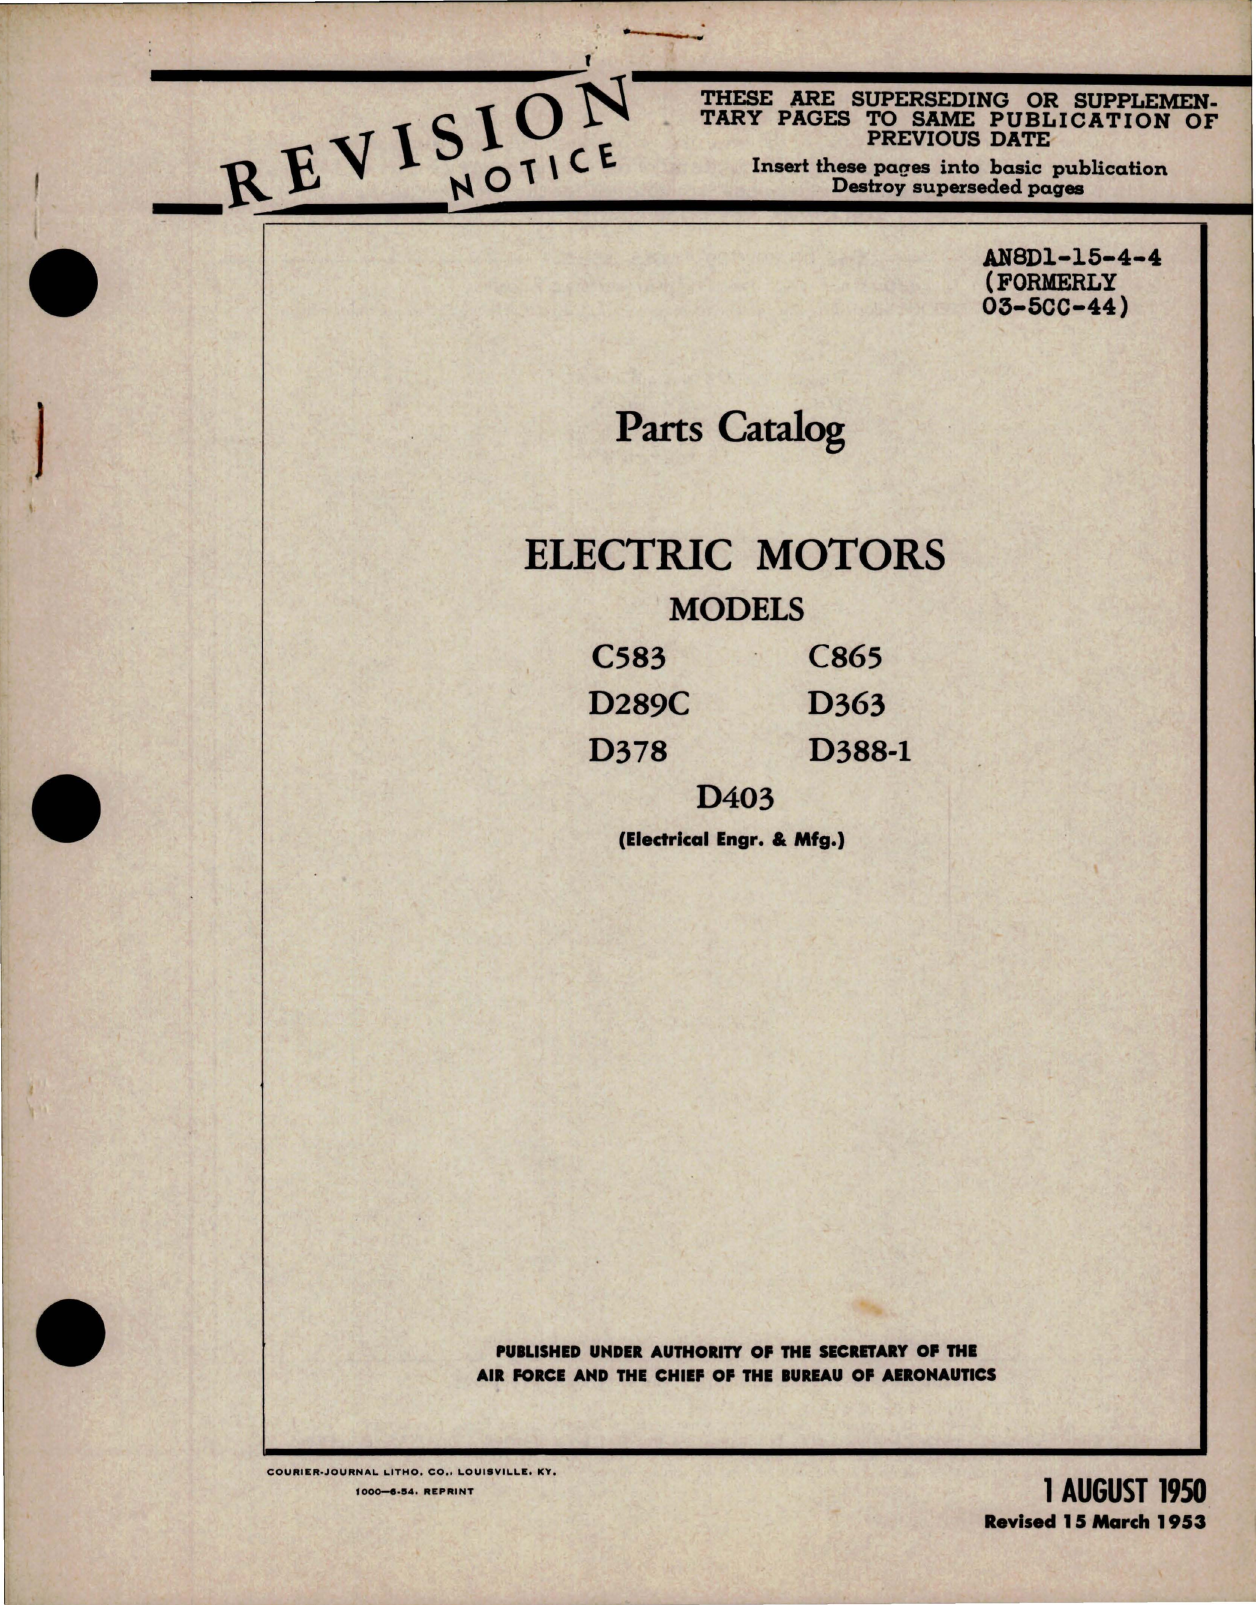 REVISION
NOTICE
THESE ARE SUPERSEDING OR SUPPLEMEN-
TARY PAGES TO SAME PUBLICATION OF
PREVIOUS DATE
Insert these pages into basic publication
Destroy superseded pages
AN8D1-15-4-4
(FORMERLY
03-5CC-44)
Parts Catalog
ELECTRIC MOTORS
MODELS
C583 C865
D289C D363
D378 D388-1
D403
(Electrical Engr. & Mfg.)
PUBLISHED UNDER AUTHORITY OF THE SECRETARY OF THE
AIR FORCE AND THE CHIEF OF THE BUREAU OF AERONAUTICS
COURIER-JOURNAL LITHO. CO., LOUISVILLE, KY.
1000—6-54. REPRINT
1 AUGUST 1950
Revised 15 March 1953